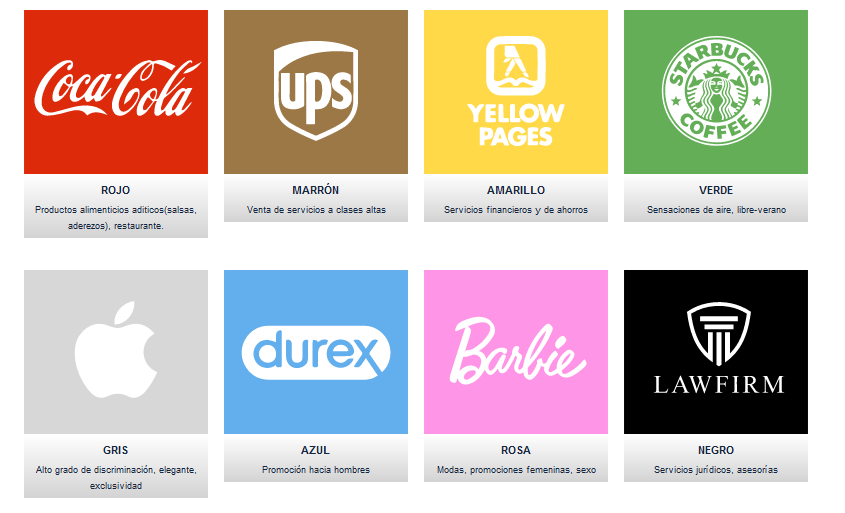 Coca-Cola
ups
YELLOW
PAGES
STARBUCKS
COFFEE
ROJO
Productos alimenticios aditicos(salsas,
aderezos), restaurante.
MARRÓN
Venta de servicios a clases altas
AMARILLO
Servicios financieros y de ahorros
VERDE
Sensaciones de aire, libre-verano
durex
Barbie
LAWFIRM
GRIS
Alto grado de discriminación, elegante,
exclusividad
AZUL
Promoción hacia hombres
ROSA
Modas, promociones femeninas, sexo
NEGRO
Servicios jurídicos, asesorías